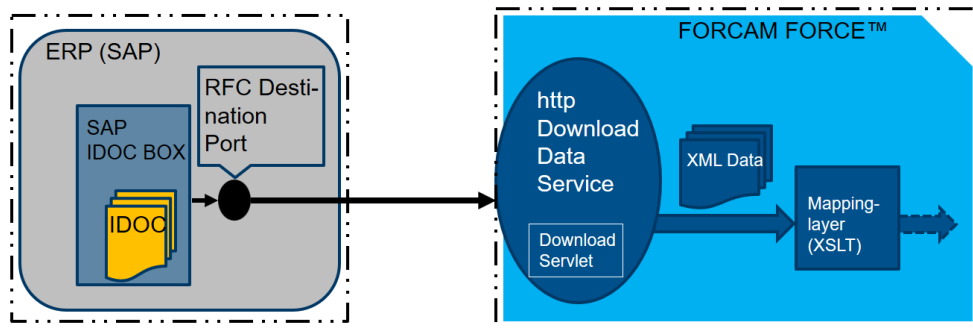 ERP (SAP)
RFC Desti-
nation
Port
SAP
IDOC BOX
IDOC
FORCAM FORCE™
http
Download
Data
Service
Download
Servlet
XML Data
Mapping-
layer
(XSLT)